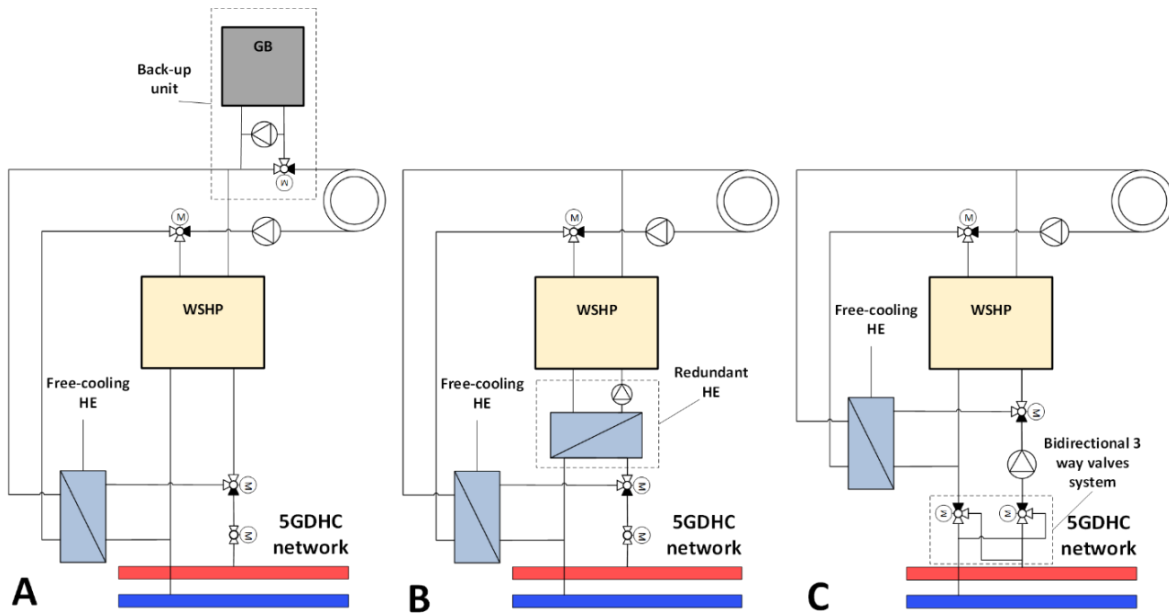 GB
Back-up
unit
M
M
WSHP
Free-cooling
HE
M
M
5GDHC
network
A
M
WSHP
Redundant
HE
Free-cooling
HE
M
M
5GDHC
network
B
M
WSHP
Free-cooling
HE
M
Bidirectional 3
way valves
system
M
M
5GDHC
network
C